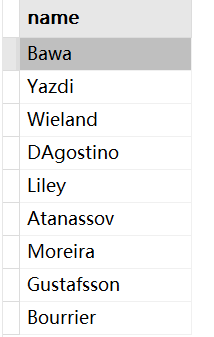 name
Bawa
Yazdi
Wieland
DAgostino
Liley
Atanassov
Moreira
Gustafsson
Bourrier